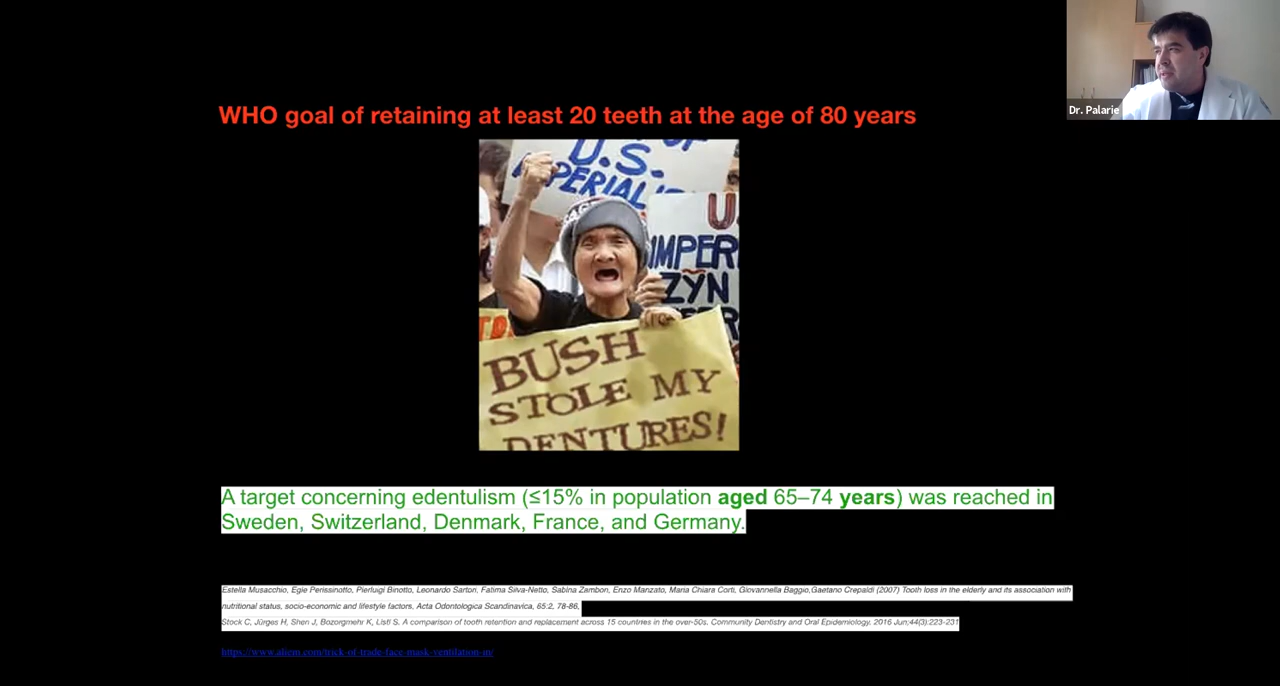 Dr. Palarie
WHO goal of retaining at least 20 teeth at the age of 80 years
U.S.
IMPER
ZYN
BUSH
STOLE MY
DENTURES!
A target concerning edentulism (≤15% in population aged 65–74 years) was reached in
Sweden, Switzerland, Denmark, France, and Germany.
Estella Musacchio, Egle Perissinotto, Pierluigi Binotto, Leonardo Sartori, Fatima Silva-Netto, Sabina Zambon, Enzo Manzato, Maria Chiara Corti, Giovannella Baggio,Gaetano Crepaldi (2007) Tooth loss in the elderly and its association with
nutritional status, socio-economic and lifestyle factors, Acta Odontologica Scandinavica, 65:2, 78-86,
Stock C, Jürges H, Shen J, Bozorgmehr K, Listl S. A comparison of tooth retention and replacement across 15 countries in the over-50s. Community Dentistry and Oral Epidemiology. 2016 Jun;44(3):223-231
https://www.aliem.com/trick-of-trade-face-mask-ventilation-in/